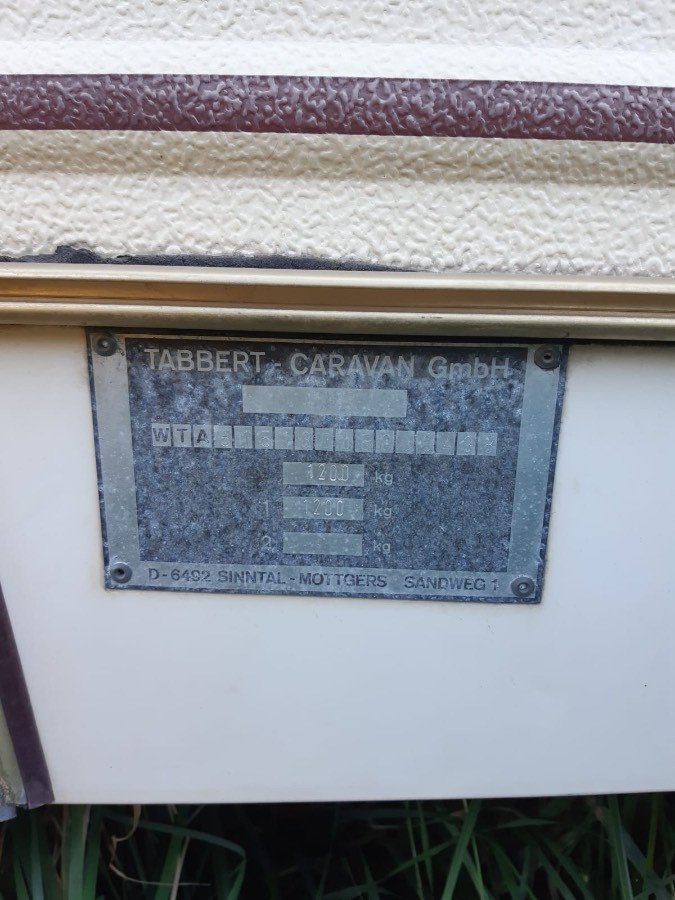 TABBERT - CARAVAN GmbH
WTA
1200 kg
1 1200 kg
2 kg
D-6492 SINNTAL - MOTTGERS SANDWEG 1